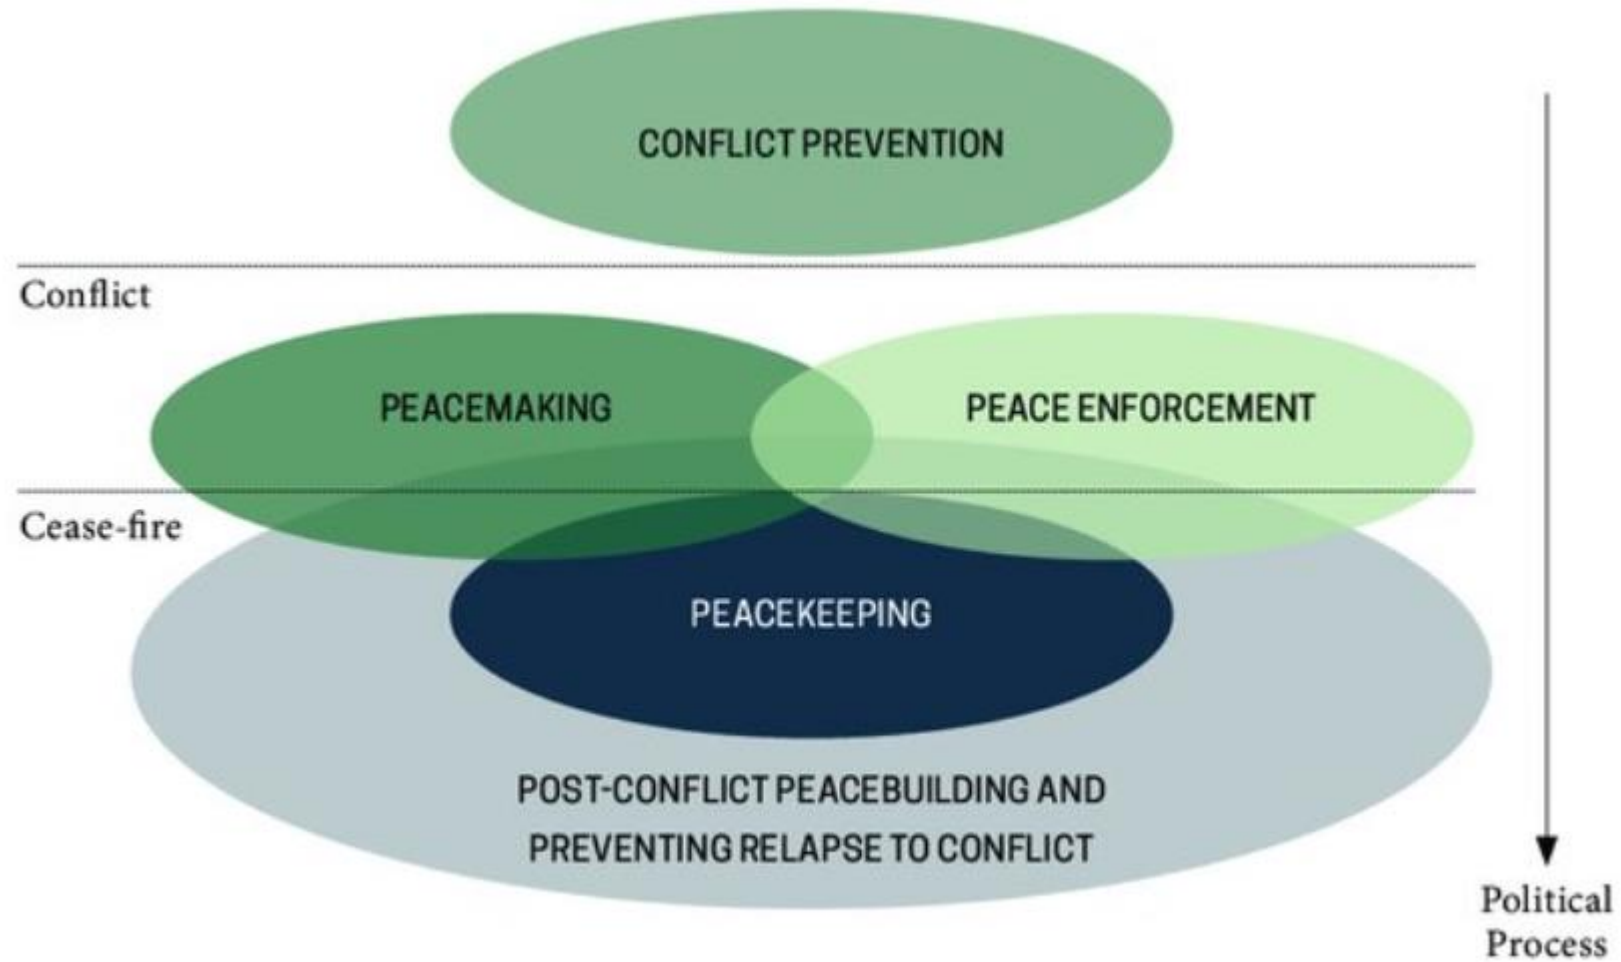 CONFLICT PREVENTION
Conflict
PEACEMAKING
PEACE ENFORCEMENT
Cease-fire
PEACEKEEPING
POST-CONFLICT PEACEBUILDING AND
PREVENTING RELAPSE TO CONFLICT
Political
Process